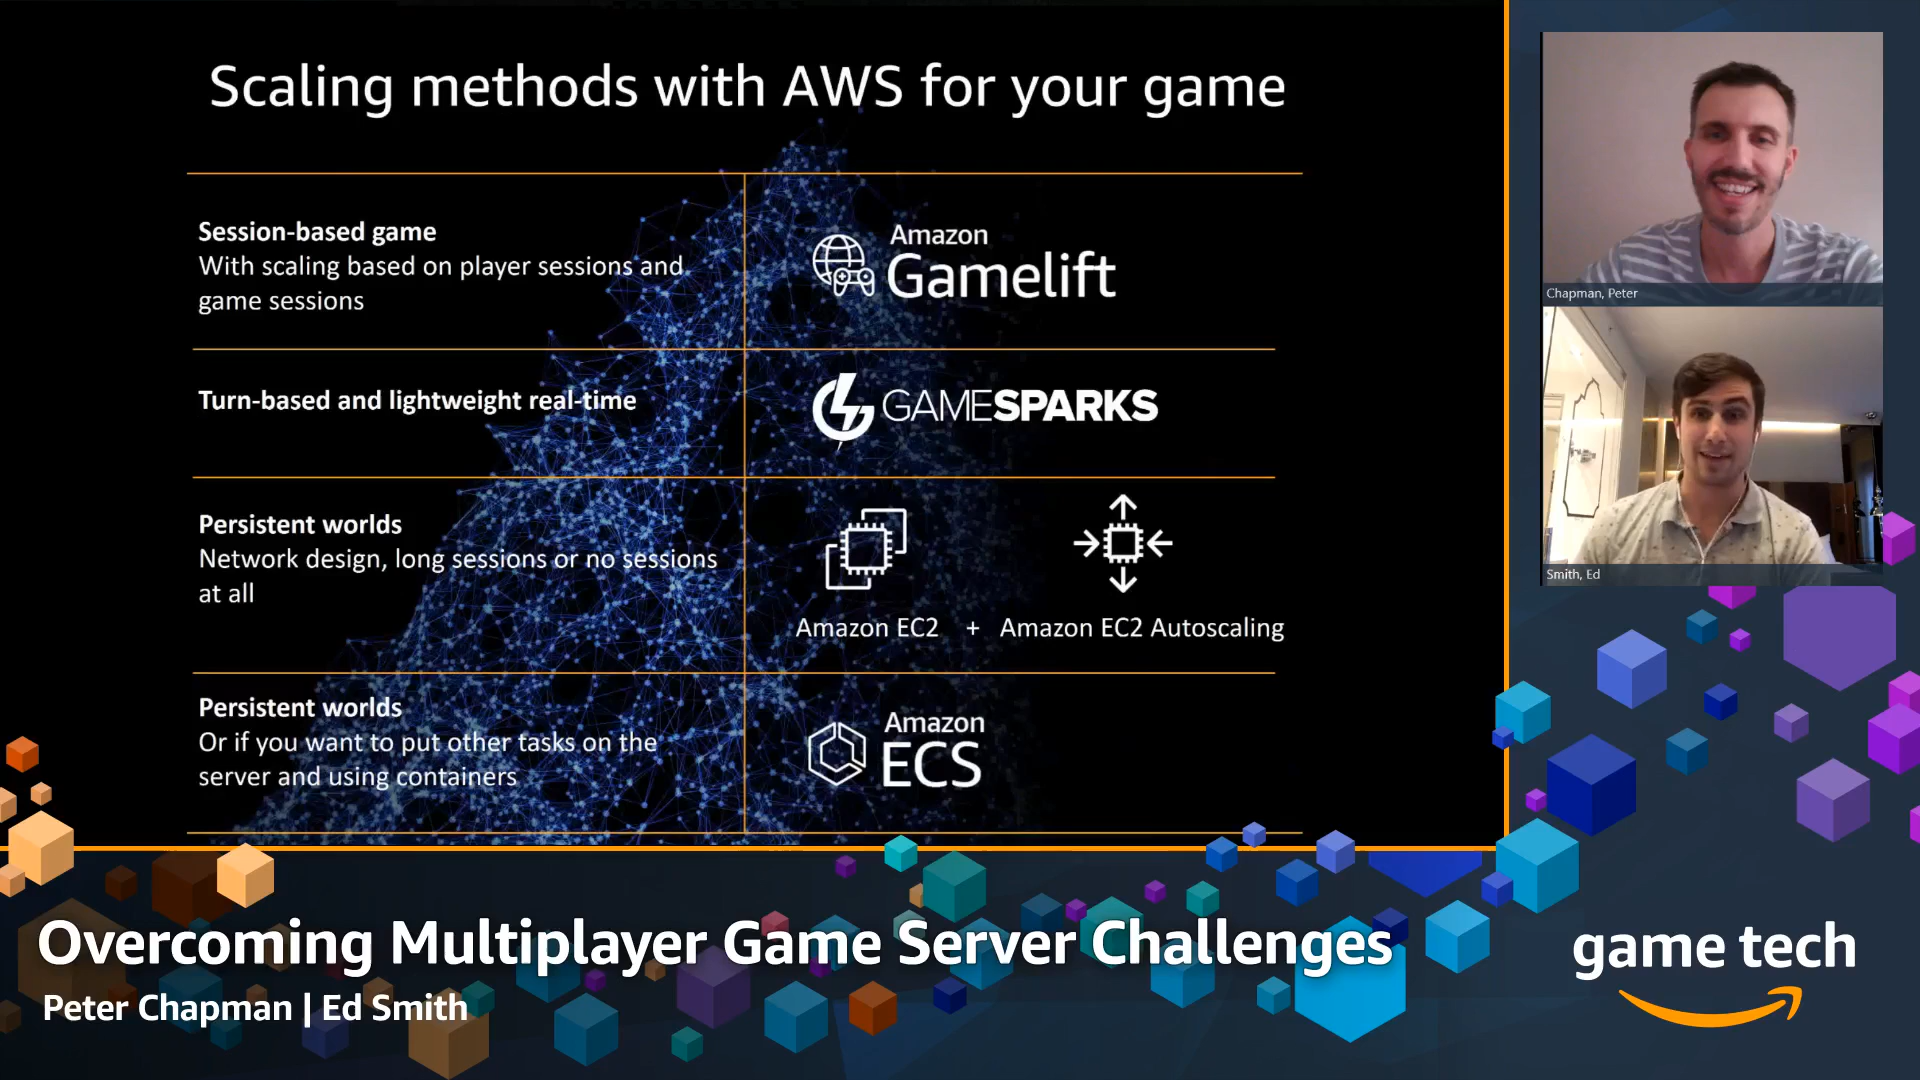 Scaling methods with AWS for your game
Session-based game
With scaling based on player sessions and
game sessions
Amazon
Gamelift
Turn-based and lightweight real-time
GAMESPARKS
Persistent worlds
Network design, long sessions or no sessions
at all
Amazon EC2 + Amazon EC2 Autoscaling
Persistent worlds
Or if you want to put other tasks on the
server and using containers
Amazon
ECS
Chapman, Peter
Smith, Ed
Overcoming Multiplayer Game Server Challenges
Peter Chapman | Ed Smith
game tech